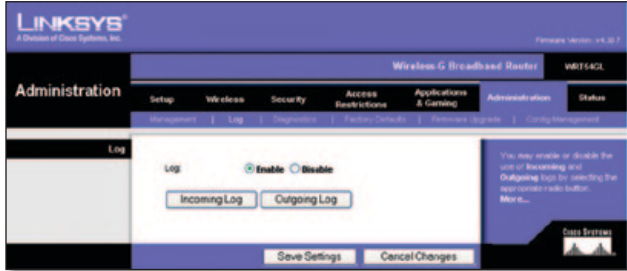 LINKSYS®
A Division of Cisco Systems, Inc.
Firmware Version: v4.30.7
Wireless-G Broadband Router WRT54GL
Administration
Setup Wireless Security Access Restrictions Applications & Gaming Administration Status
Management | Log | Diagnostics | Factory Defaults | Firmware Upgrade | Config Management
Log
Log: Enable Disable
Incoming Log Outgoing Log
You may enable or disable the
use of Incoming and
Outgoing logs by selecting the
appropriate radio button.
More...
CISCO SYSTEMS
Save Settings Cancel Changes